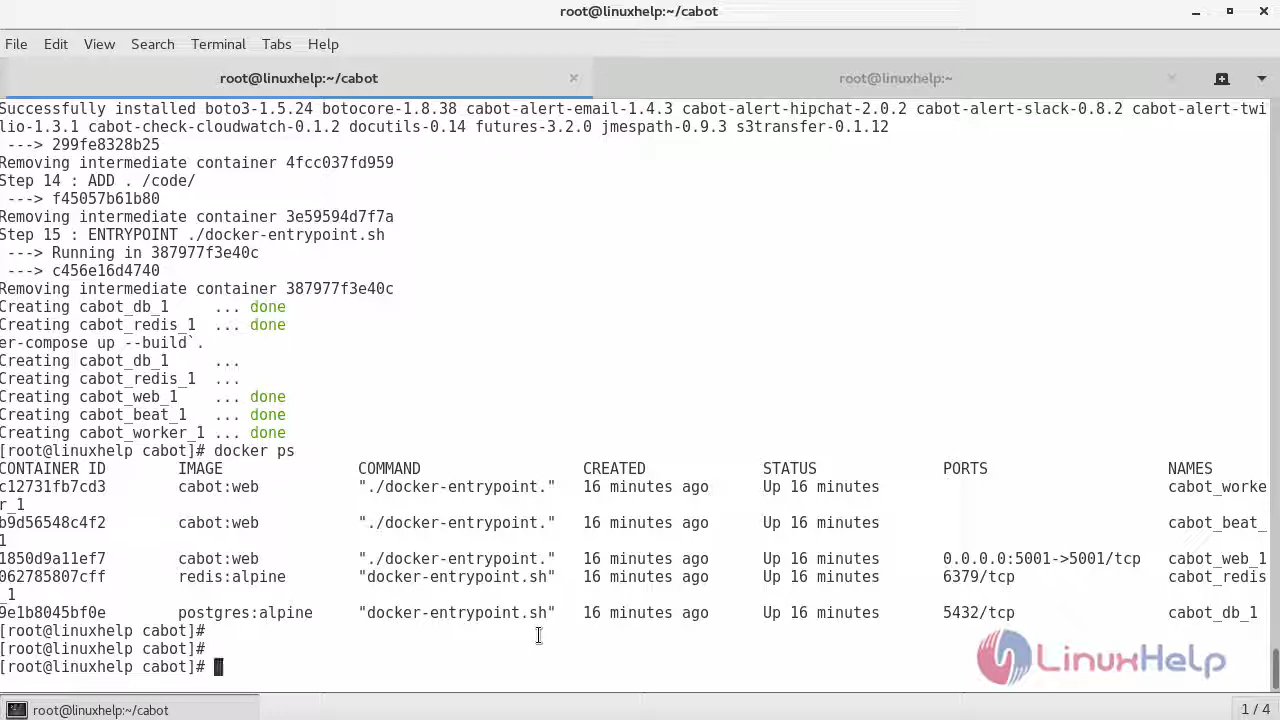 root@linuxhelp:~/cabot
File Edit View Search Terminal Tabs Help
root@linuxhelp:~/cabot × root@linuxhelp:~ ×
Successfully installed boto3-1.5.24 botocore-1.8.38 cabot-alert-email-1.4.3 cabot-alert-hipchat-2.0.2 cabot-alert-slack-0.8.2 cabot-alert-twi
lio-1.3.1 cabot-check-cloudwatch-0.1.2 docutils-0.14 futures-3.2.0 jmespath-0.9.3 s3transfer-0.1.12
---> 299fe8328b25
Removing intermediate container 4fcc037fd959
Step 14 : ADD . /code/
---> f45057b61b80
Removing intermediate container 3e59594d7f7a
Step 15 : ENTRYPOINT ./docker-entrypoint.sh
---> Running in 387977f3e40c
---> c456e16d4740
Removing intermediate container 387977f3e40c
Creating cabot_db_1     ... done
Creating cabot_redis_1  ... done
er-compose up --build`.
Creating cabot_db_1     ...
Creating cabot_redis_1  ...
Creating cabot_web_1    ... done
Creating cabot_beat_1   ... done
Creating cabot_worker_1 ... done
[root@linuxhelp cabot]# docker ps
CONTAINER ID        IMAGE               COMMAND                  CREATED             STATUS              PORTS                    NAMES
c12731fb7cd3        cabot:web           "./docker-entrypoint."   16 minutes ago      Up 16 minutes                                cabot_worke
r_1
b9d56548c4f2        cabot:web           "./docker-entrypoint."   16 minutes ago      Up 16 minutes                                cabot_beat_
1
1850d9a11ef7        cabot:web           "./docker-entrypoint."   16 minutes ago      Up 16 minutes       0.0.0.0:5001->5001/tcp   cabot_web_1
062785807cff        redis:alpine        "docker-entrypoint.sh"   16 minutes ago      Up 16 minutes       6379/tcp                 cabot_redis
_1
9e1b8045bf0e        postgres:alpine     "docker-entrypoint.sh"   16 minutes ago      Up 16 minutes       5432/tcp                 cabot_db_1
[root@linuxhelp cabot]#
[root@linuxhelp cabot]#
[root@linuxhelp cabot]#
LinuxHelp
root@linuxhelp:~/cabot 1 / 4